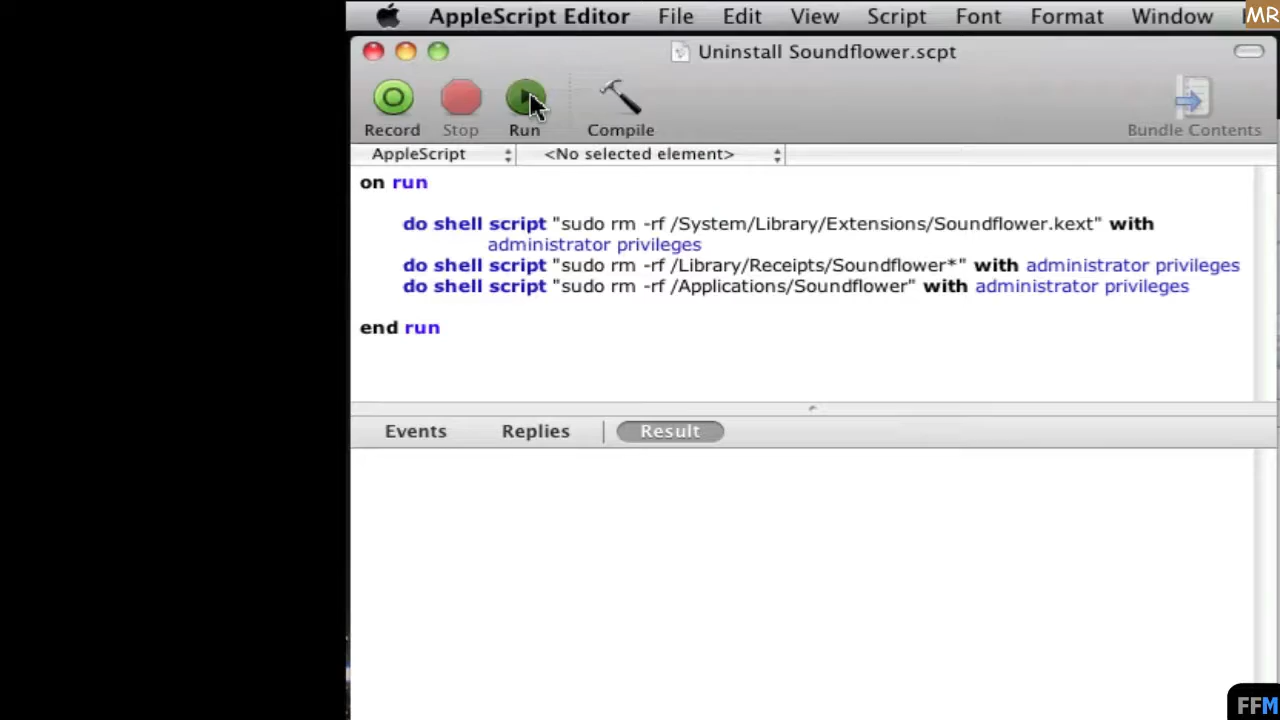 AppleScript Editor File Edit View Script Font Format Window
MR
Uninstall Soundflower.scpt
Record Stop Run Compile Bundle Contents
AppleScript <No selected element>
on run
do shell script "sudo rm -rf /System/Library/Extensions/Soundflower.kext" with
administrator privileges
do shell script "sudo rm -rf /Library/Receipts/Soundflower*" with administrator privileges
do shell script "sudo rm -rf /Applications/Soundflower" with administrator privileges
end run
Events Replies Result
FFM